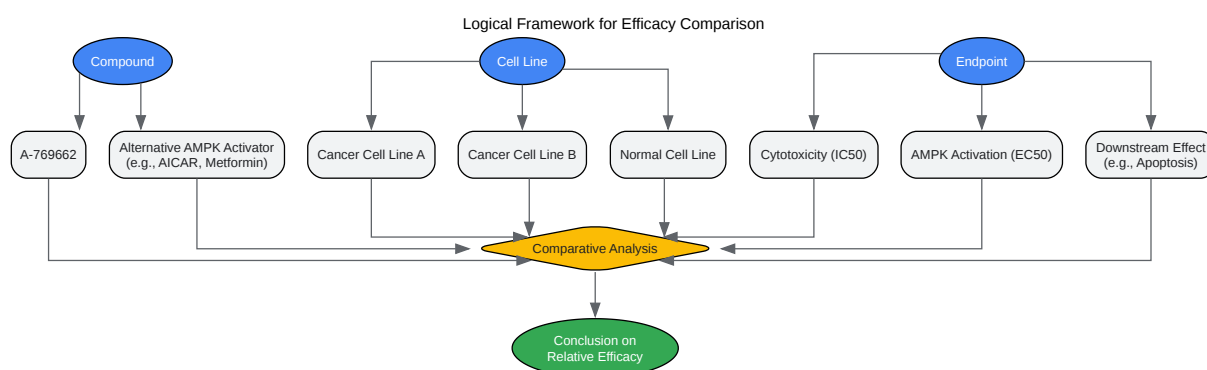 Logical Framework for Efficacy Comparison
Compound
Cell Line
Endpoint
A-769662
Alternative AMPK Activator
(e.g., AICAR, Metformin)
Cancer Cell Line A
Cancer Cell Line B
Normal Cell Line
Cytotoxicity (IC50)
AMPK Activation (EC50)
Downstream Effect
(e.g., Apoptosis)
Comparative Analysis
Conclusion on
Relative Efficacy